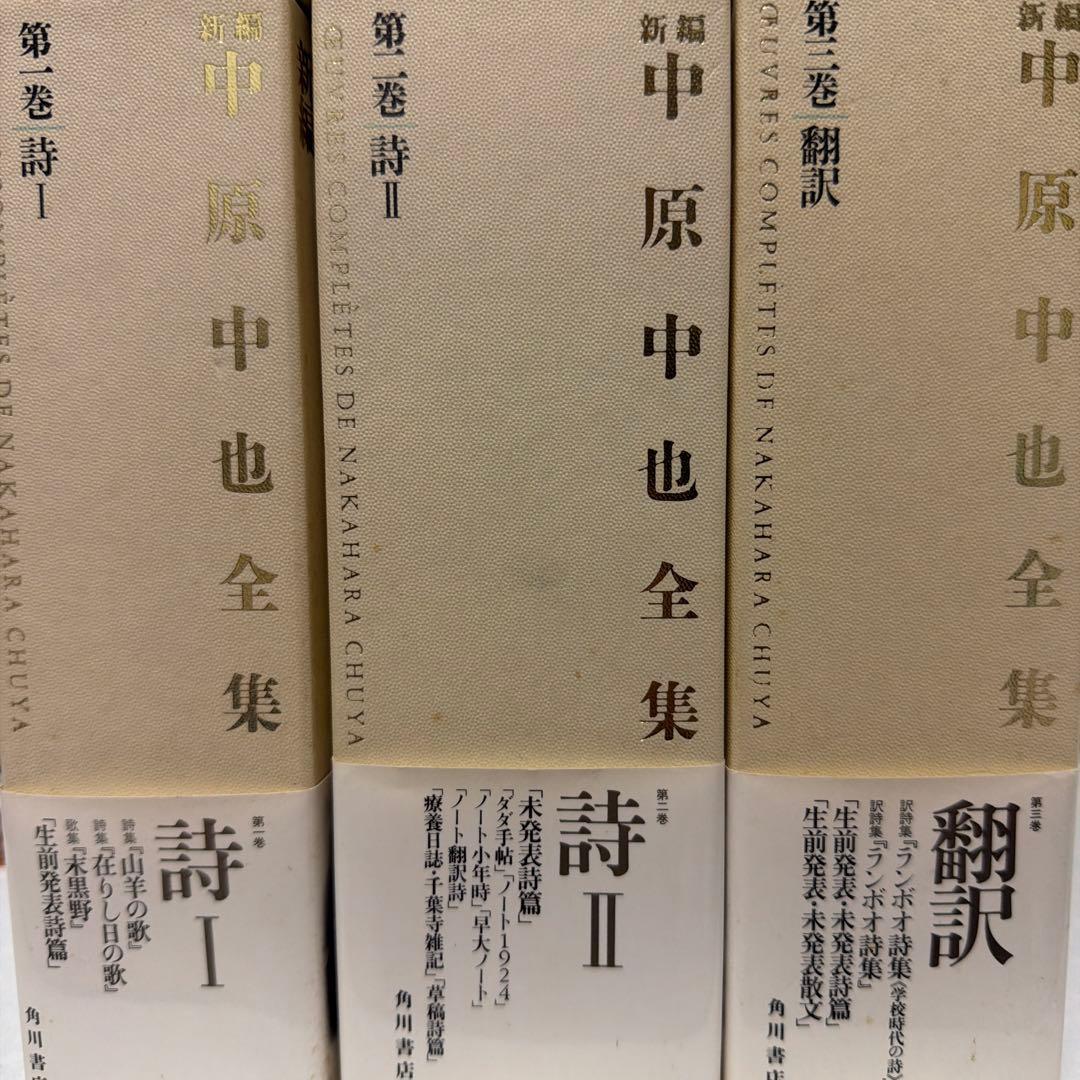 第一巻 詩Ⅰ
新編
中原中也全集
COMPLÈTES DE NAKAHARA CHUYA
第一巻
詩Ⅰ
詩集『山羊の歌』
詩集『在りし日の歌』
歌集『末黒野』
「生前発表詩篇」
角川書店
第二巻 詩Ⅱ
ŒUVRES COMPLÈTES DE NAKAHARA CHUYA
新編
中原中也全集
第二巻
詩Ⅱ
「未発表詩篇」
「ダダ手帖」「ノート1924」
「ノート小年時」「早大ノート」
「ノート翻訳詩」
「療養日誌・千葉寺雑記」「草稿詩篇」
角川書店
第三巻 翻訳
ŒUVRES COMPLÈTES DE NAKAHARA CHUYA
新編
中原中也全集
第三巻
翻訳
訳詩集『ランボオ詩集《学校時代の詩》
訳詩集『ランボオ詩集』
「生前発表・未発表詩篇」
「生前発表・未発表散文」
角川書店